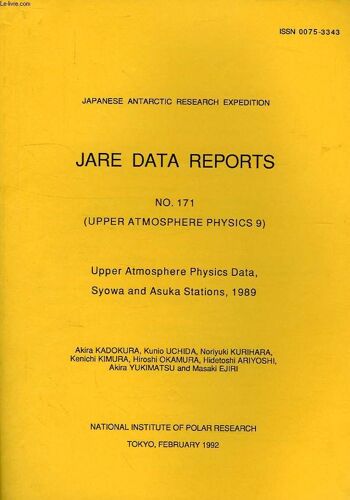 Le-livre.com
ISSN 0075-3343
JAPANESE ANTARCTIC RESEARCH EXPEDITION
JARE DATA REPORTS
NO. 171
(UPPER ATMOSPHERE PHYSICS 9)
Upper Atmosphere Physics Data,
Syowa and Asuka Stations, 1989
Akira KADOKURA, Kunio UCHIDA, Noriyuki KURIHARA,
Kenichi KIMURA, Hiroshi OKAMURA, Hidetoshi ARIYOSHI,
Akira YUKIMATSU and Masaki EJIRI
NATIONAL INSTITUTE OF POLAR RESEARCH
TOKYO, FEBRUARY 1992